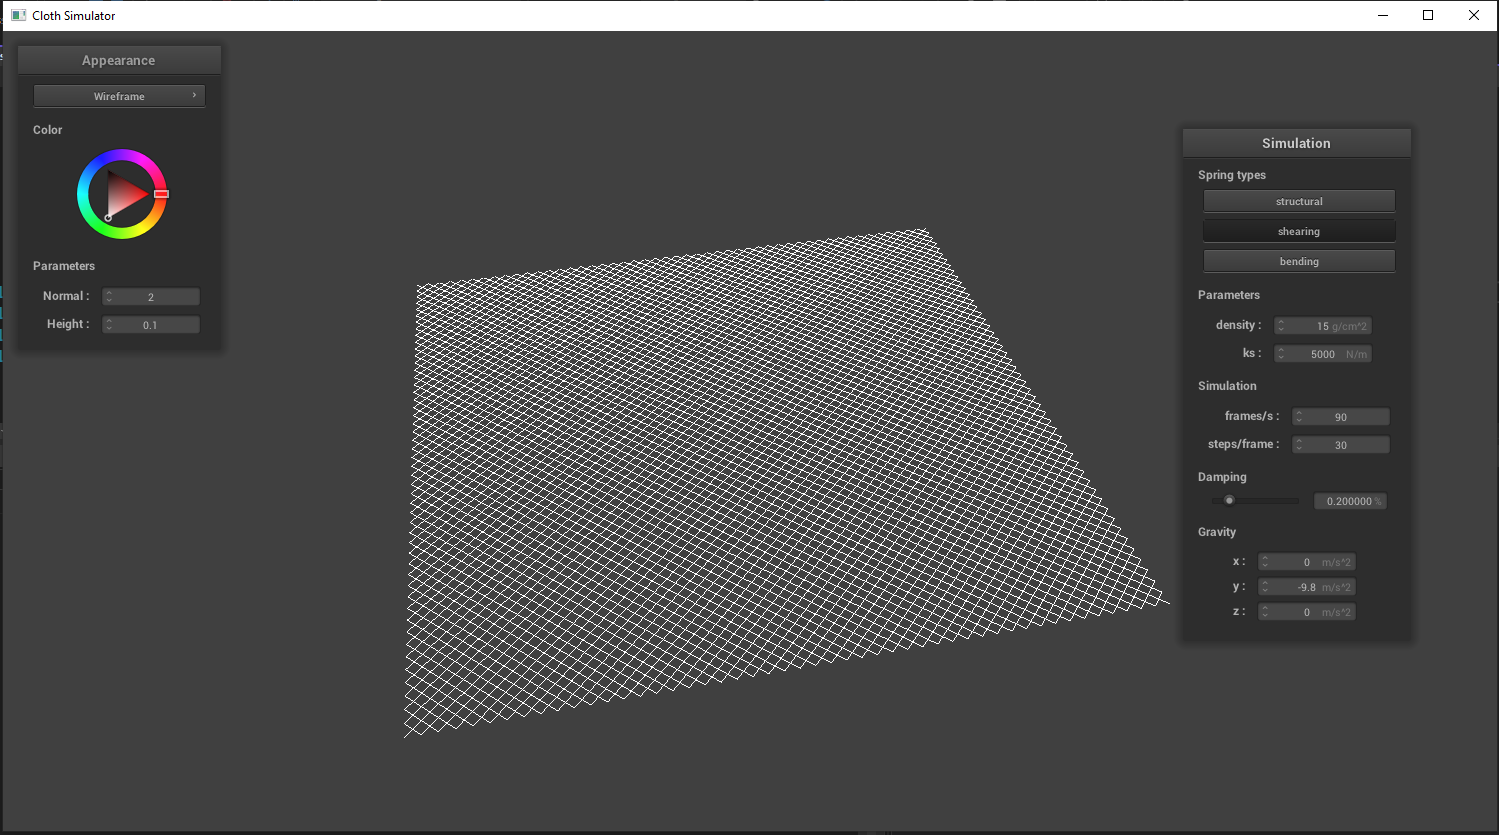 Cloth Simulator
Appearance
Wireframe
Color
Parameters
Normal : 2
Height : 0.1
Simulation
Spring types
structural
shearing
bending
Parameters
density : 15 g/cm^2
ks : 5000 N/m
Simulation
frames/s : 90
steps/frame : 30
Damping
0.200000 %
Gravity
x : 0 m/s^2
y : -9.8 m/s^2
z : 0 m/s^2